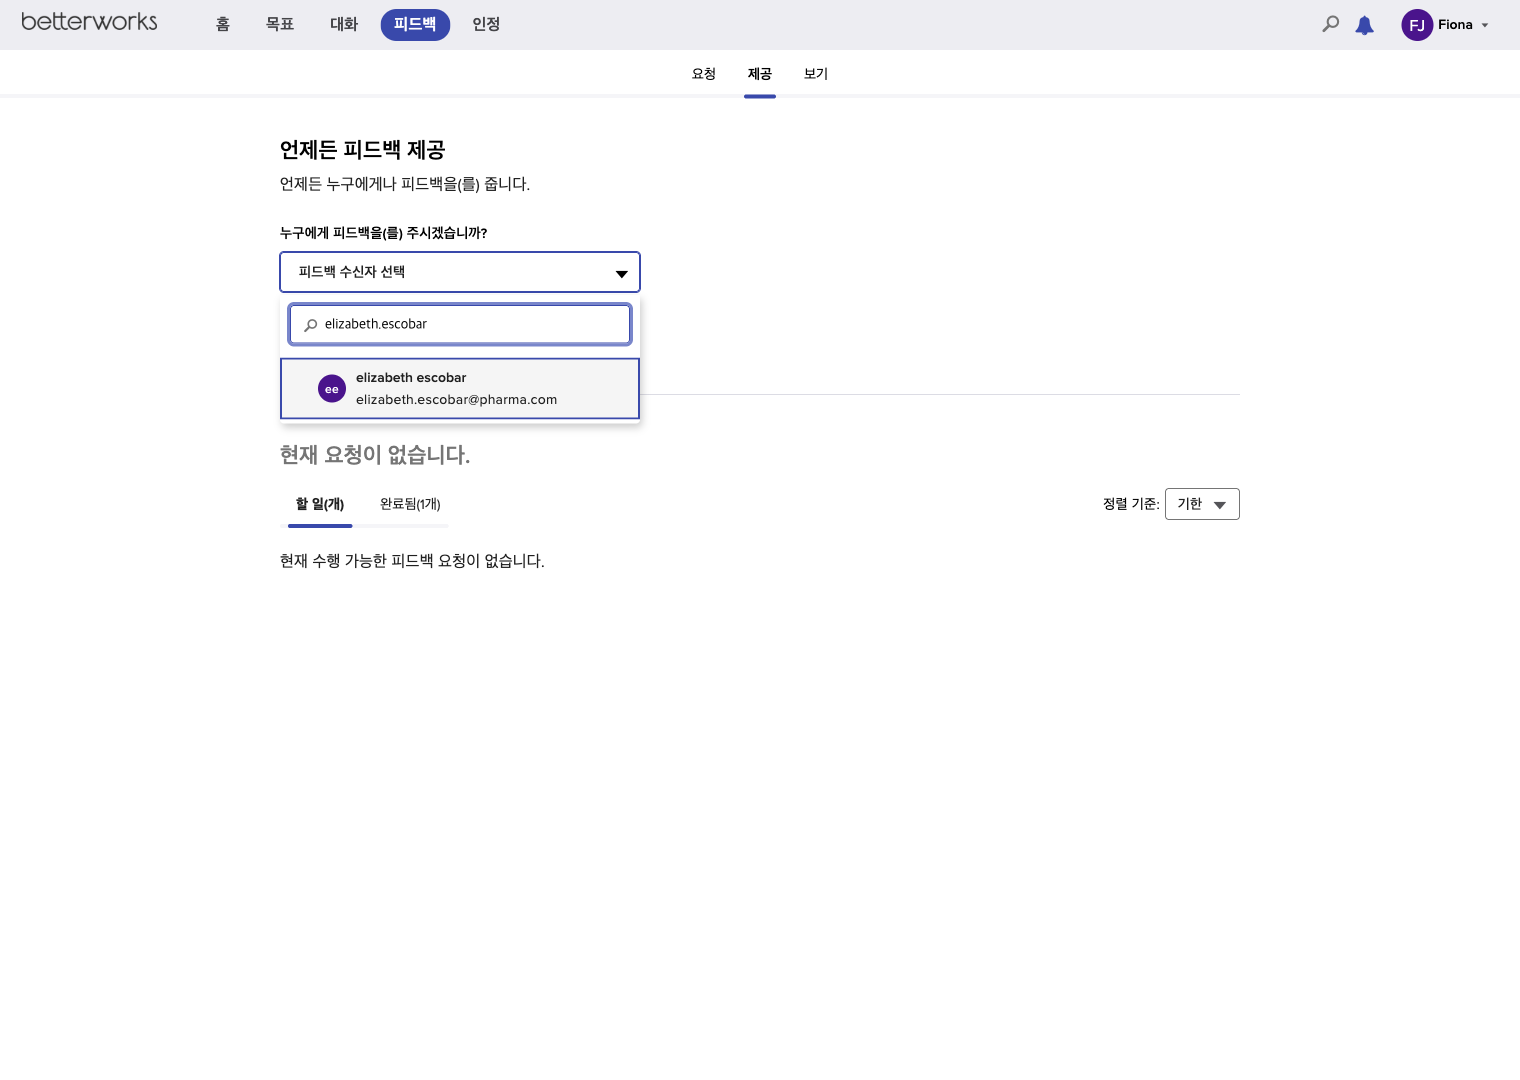 betterworks
홈
목표
대화
피드백
인정
FJ
Fiona
요청
제공
보기
언제든 피드백 제공
언제든 누구에게나 피드백을(를) 줍니다.
누구에게 피드백을(를) 주시겠습니까?
피드백 수신자 선택
elizabeth.escobar
ee
elizabeth escobar
elizabeth.escobar@pharma.com
현재 요청이 없습니다.
할 일(개)
완료됨(1개)
정렬 기준:
기한
현재 수행 가능한 피드백 요청이 없습니다.